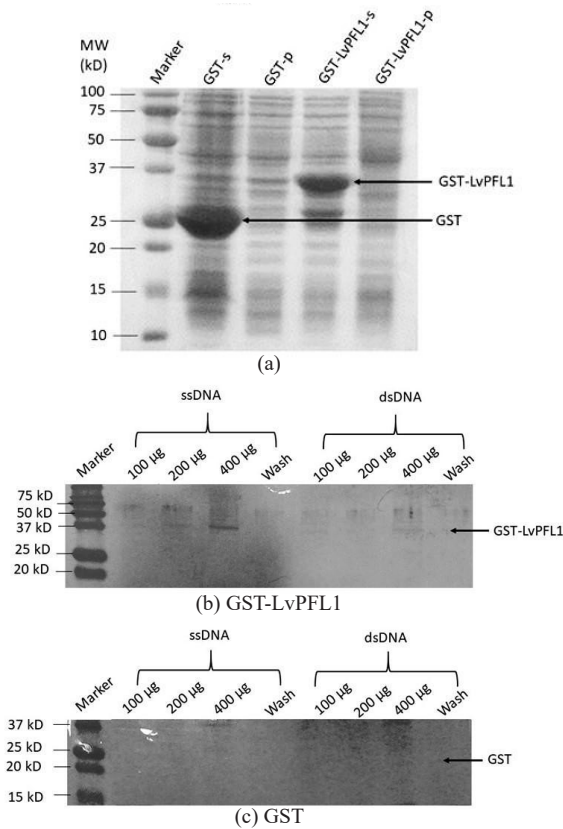 MW
(kD)
Marker
GST-s
GST-p
GST-LvPFL1-s
GST-LvPFL1-p
100
75
50
37
25
20
15
10
GST-LvPFL1
GST
(a)
ssDNA
dsDNA
Marker
100 µg
200 µg
400 µg
Wash
100 µg
200 µg
400 µg
Wash
75 kD
50 kD
37 kD
25 kD
20 kD
GST-LvPFL1
(b) GST-LvPFL1
ssDNA
dsDNA
Marker
100 µg
200 µg
400 µg
Wash
100 µg
200 µg
400 µg
Wash
37 kD
25 kD
20 kD
15 kD
GST
(c) GST